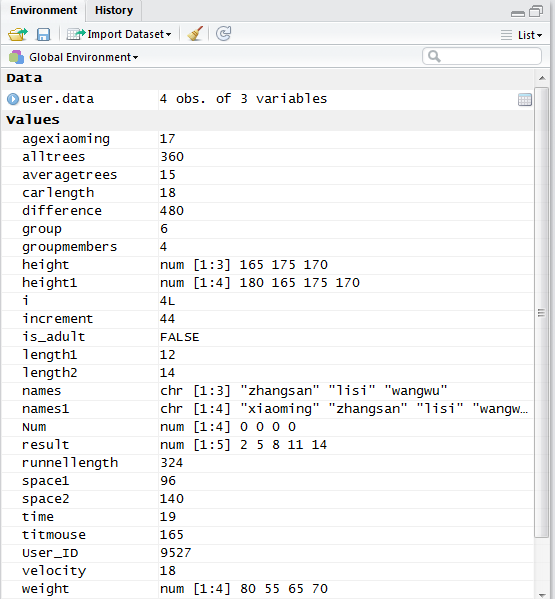 Environment History
Import Dataset List
Global Environment
Data
user.data 4 obs. of 3 variables
Values
agexiaoming 17
alltrees 360
averagetrees 15
carlength 18
difference 480
group 6
groupmembers 4
height num [1:3] 165 175 170
height1 num [1:4] 180 165 175 170
i 4L
increment 44
is_adult FALSE
length1 12
length2 14
names chr [1:3] "zhangsan" "lisi" "wangwu"
names1 chr [1:4] "xiaoming" "zhangsan" "lisi" "wangw…
Num num [1:4] 0 0 0 0
result num [1:5] 2 5 8 11 14
runnellength 324
space1 96
space2 140
time 19
titmouse 165
User_ID 9527
velocity 18
weight num [1:4] 80 55 65 70